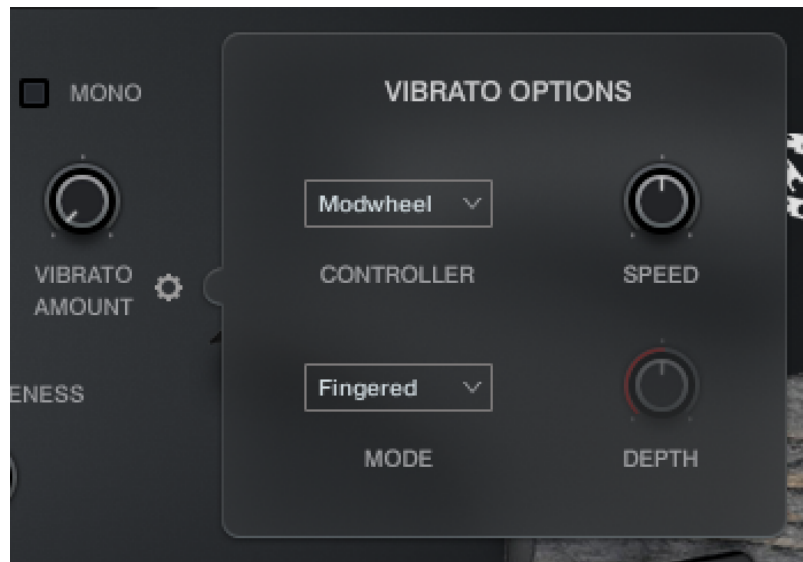 MONO
VIBRATO
AMOUNT
ENESS
VIBRATO OPTIONS
Modwheel
CONTROLLER
SPEED
Fingered
MODE
DEPTH